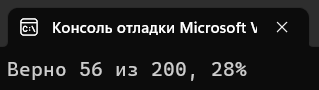 Консоль отладки Microsoft V
Верно 56 из 200, 28%